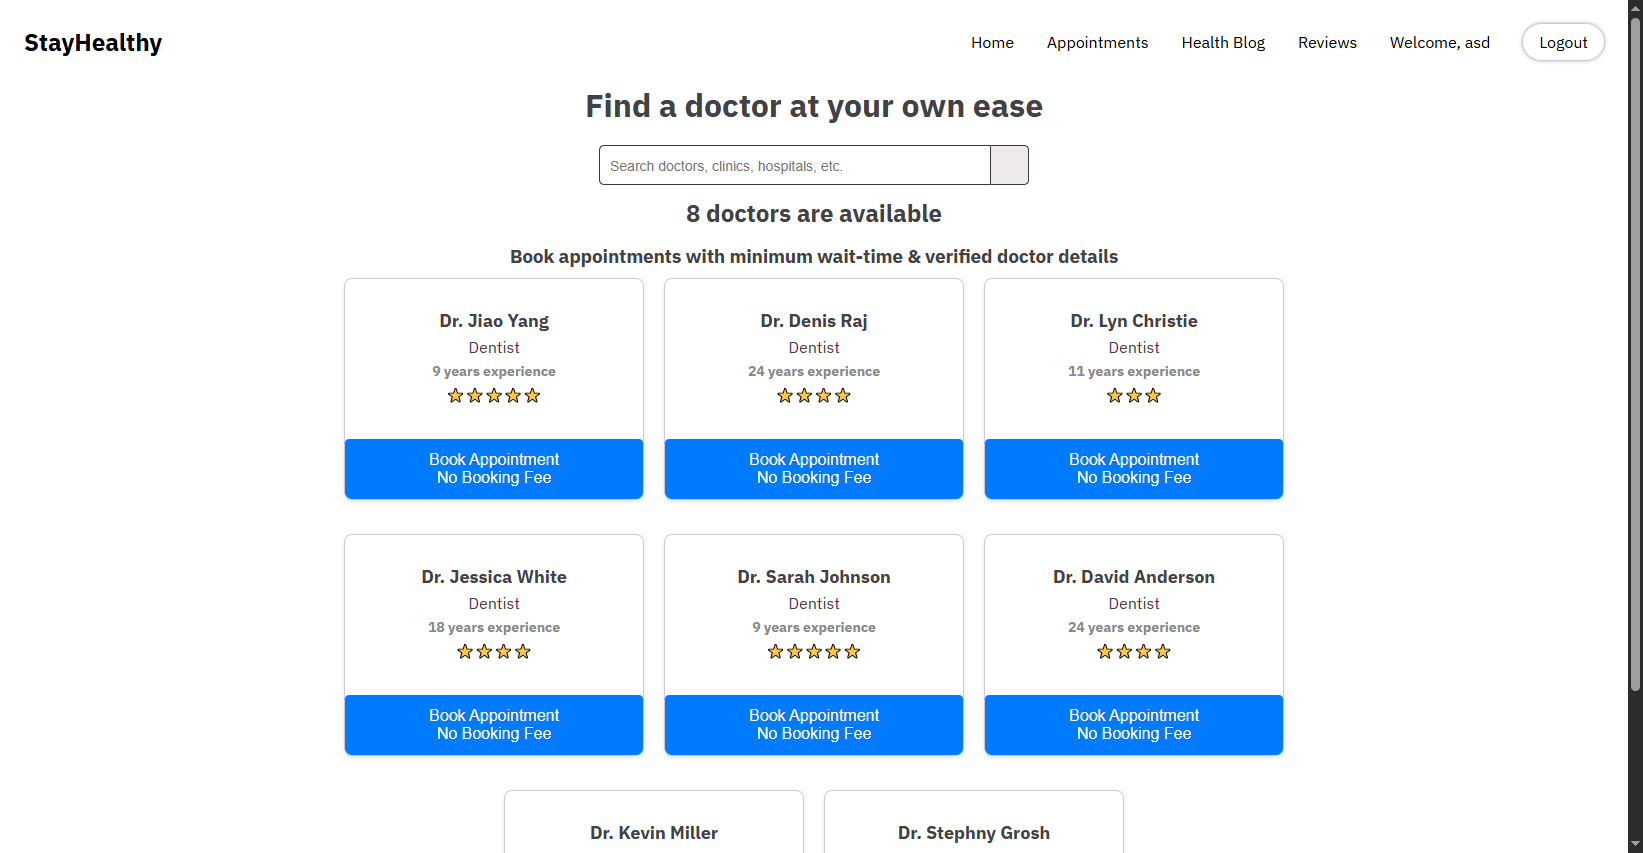 StayHealthy
Home Appointments Health Blog Reviews Welcome, asd Logout
Find a doctor at your own ease
Search doctors, clinics, hospitals, etc.
8 doctors are available
Book appointments with minimum wait-time & verified doctor details
Dr. Jiao Yang
Dentist
9 years experience
Book Appointment
No Booking Fee
Dr. Denis Raj
Dentist
24 years experience
Book Appointment
No Booking Fee
Dr. Lyn Christie
Dentist
11 years experience
Book Appointment
No Booking Fee
Dr. Jessica White
Dentist
18 years experience
Book Appointment
No Booking Fee
Dr. Sarah Johnson
Dentist
9 years experience
Book Appointment
No Booking Fee
Dr. David Anderson
Dentist
24 years experience
Book Appointment
No Booking Fee
Dr. Kevin Miller
Dr. Stephny Grosh